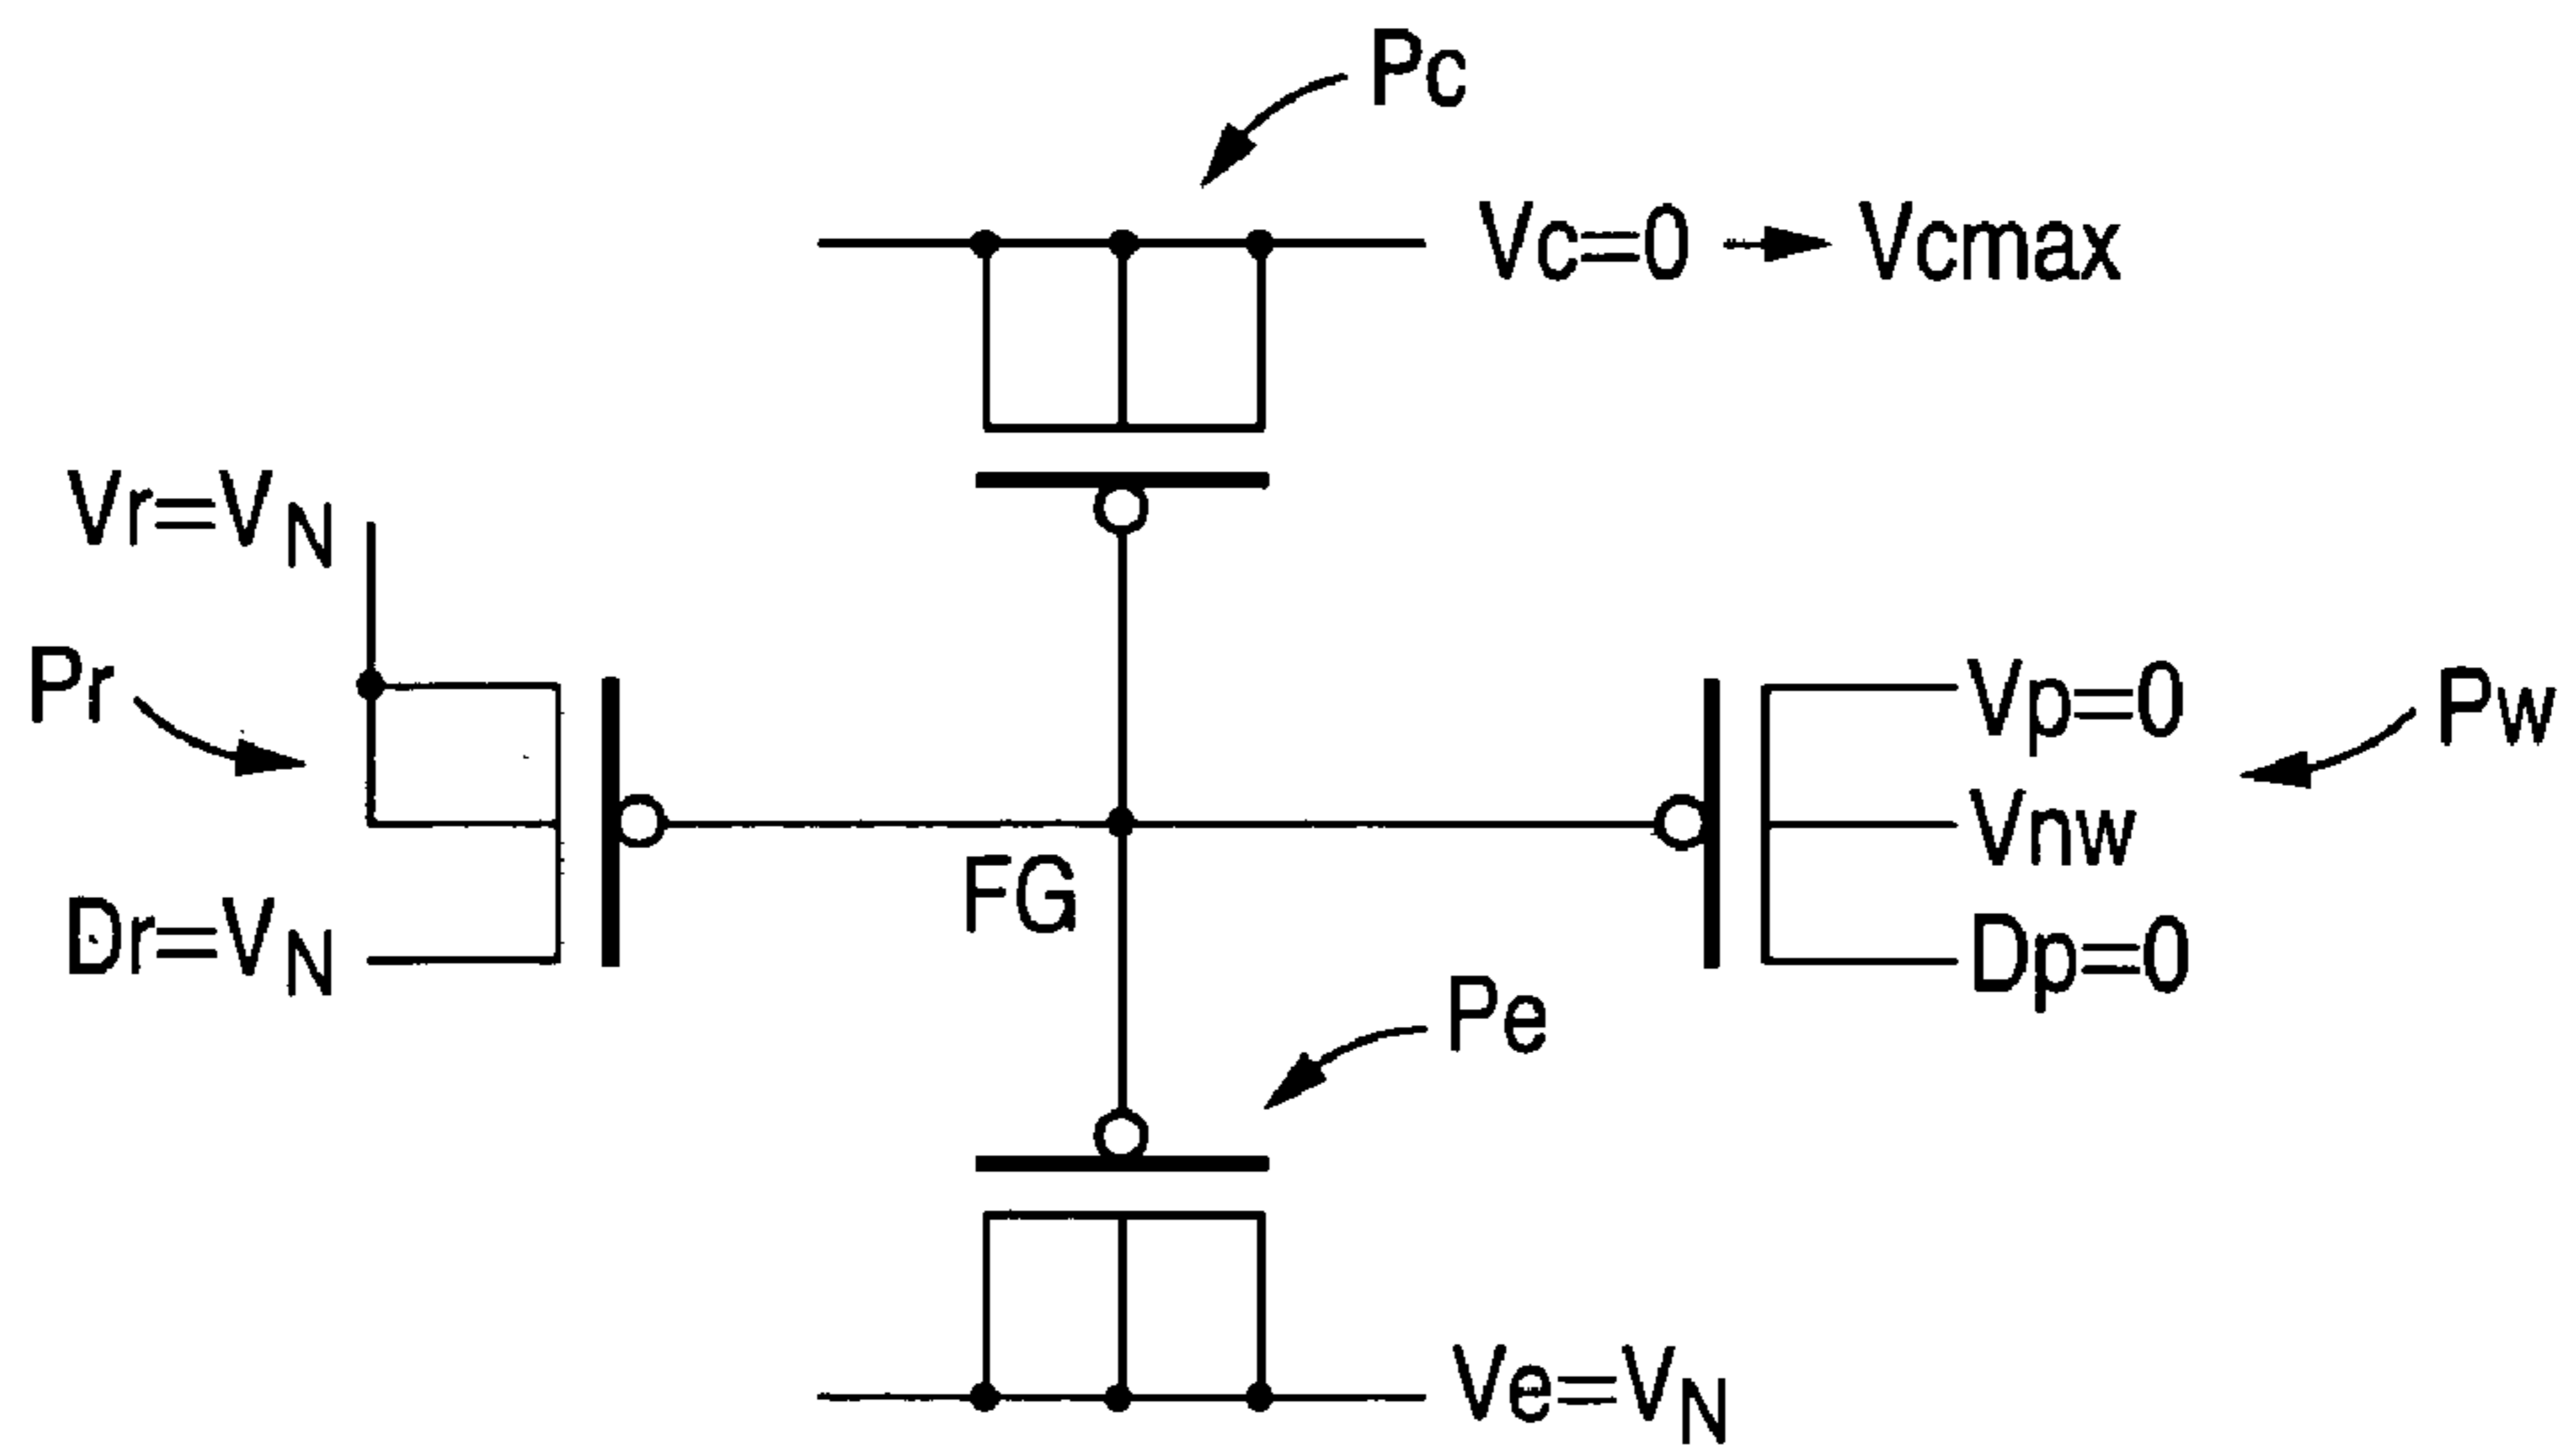 Pc
Vc=0 → Vcmax
Vr=VN
Pr
Vp=0
Pw
Vnw
FG
Dr=VN
Dp=0
Pe
Ve=VN